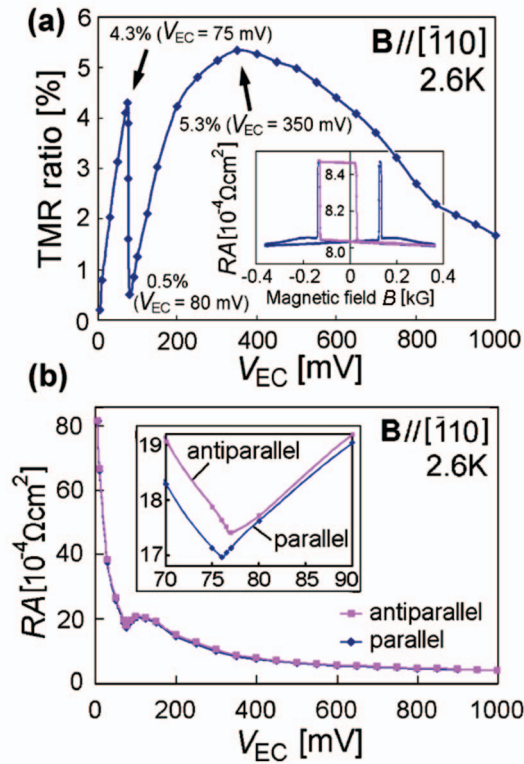 (a)
4.3% (VEC = 75 mV)
B//[1̄10]
2.6K
5.3% (VEC = 350 mV)
0.5%
(VEC = 80 mV)
TMR ratio [%]
6
5
4
3
2
1
0
0 200 400 600 800 1000
VEC [mV]
RA[10-4Ωcm2]
8.4
8.2
8.0
-0.4 -0.2 0 0.2 0.4
Magnetic field B [kG]
(b)
B//[1̄10]
2.6K
RA[10-4Ωcm2]
80
60
40
20
0
19
18
17
70 75 80 85 90
antiparallel
parallel
antiparallel
parallel
0 200 400 600 800 1000
VEC [mV]